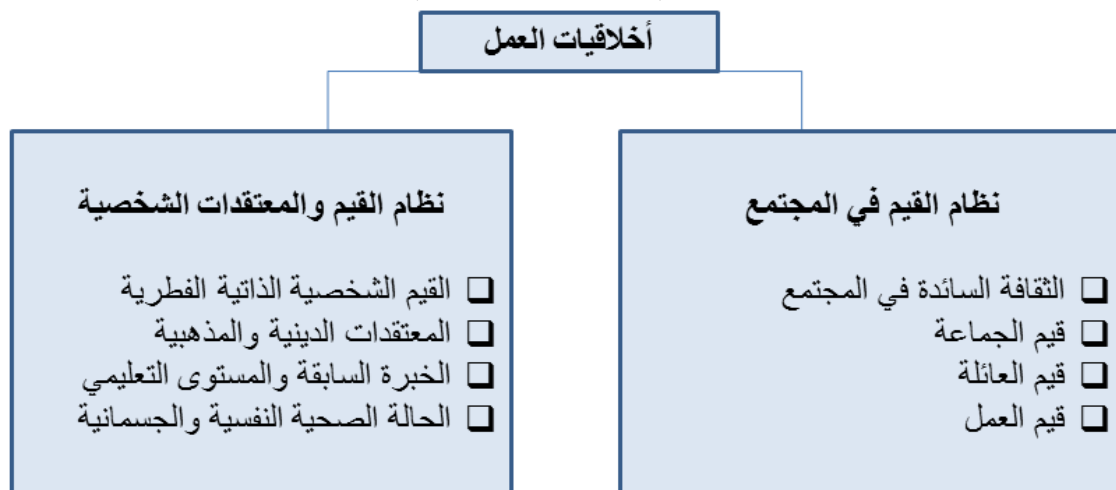 أخلاقيات العمل
نظام القيم في المجتمع
❑ الثقافة السائدة في المجتمع
❑ قيم الجماعة
❑ قيم العائلة
❑ قيم العمل
نظام القيم والمعتقدات الشخصية
❑ القيم الشخصية الذاتية الفطرية
❑ المعتقدات الدينية والمذهبية
❑ الخبرة السابقة والمستوى التعليمي
❑ الحالة الصحية النفسية والجسمانية